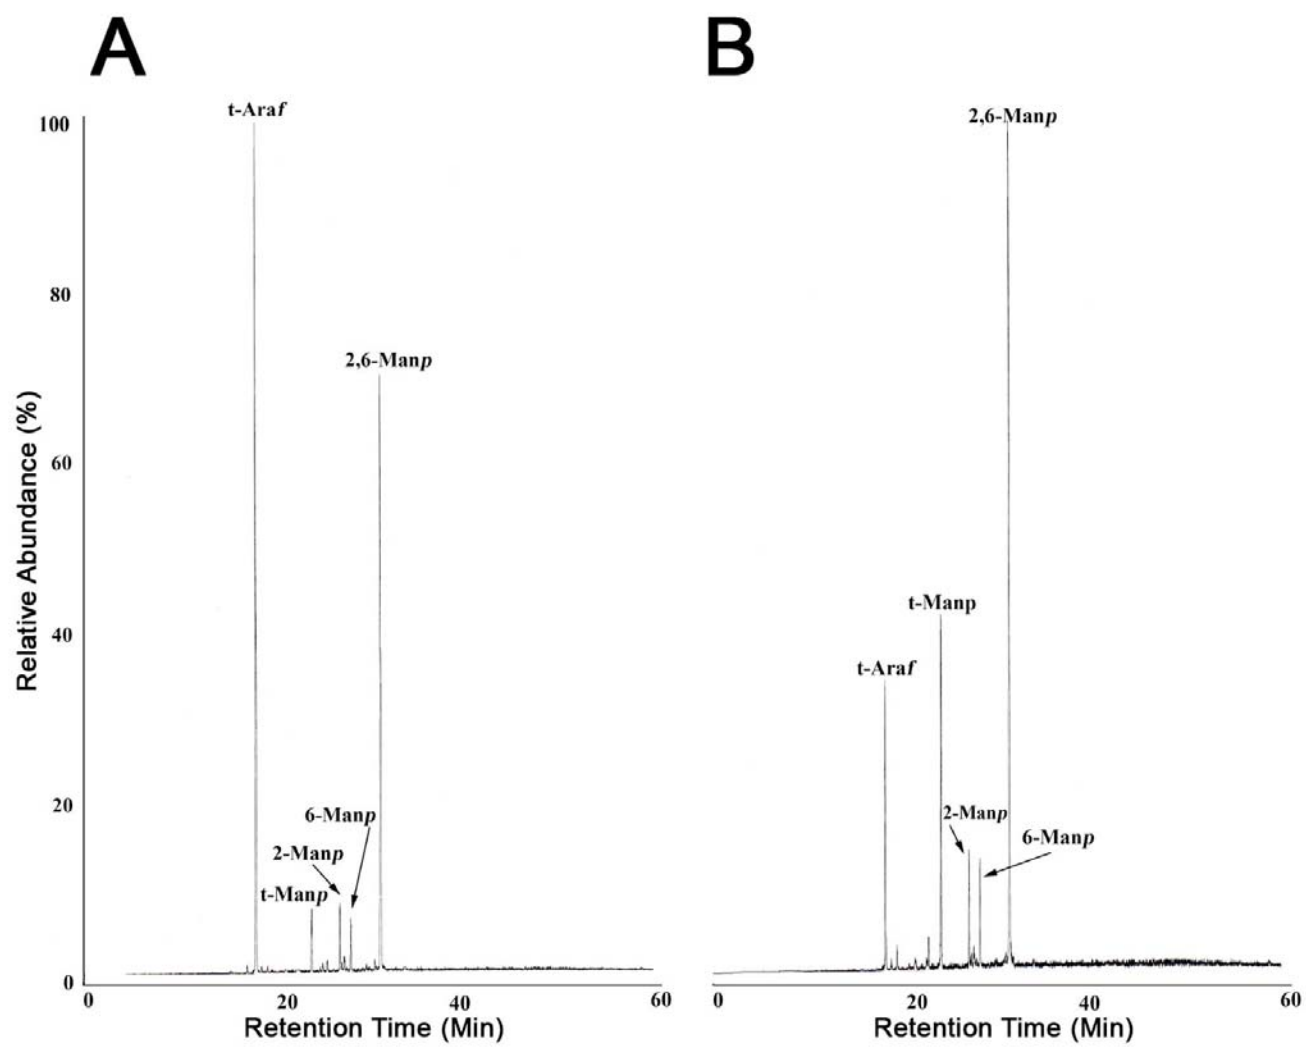 A
t-Araf
100
80
2,6-Manp
60
40
20
6-Manp
2-Manp
t-Manp
0
0 20 40 60
Retention Time (Min)
Relative Abundance (%)
B
2,6-Manp
t-Manp
t-Araf
2-Manp
6-Manp
0 20 40 60
Retention Time (Min)